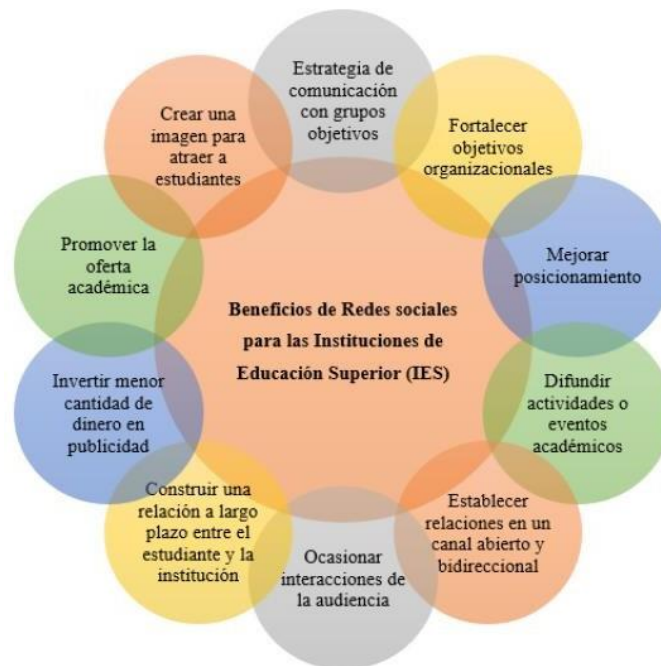 Estrategia de
comunicación
con grupos
objetivos
Fortalecer
objetivos
organizacionales
Mejorar
posicionamiento
Difundir
actividades o
eventos
académicos
Establecer
relaciones en un
canal abierto y
bidireccional
Ocasionar
interacciones de
la audiencia
Construir una
relación a largo
plazo entre el
estudiante y la
institución
Invertir menor
cantidad de
dinero en
publicidad
Promover la
oferta
académica
Crear una
imagen para
atraer a
estudiantes
Beneficios de Redes sociales
para las Instituciones de
Educación Superior (IES)